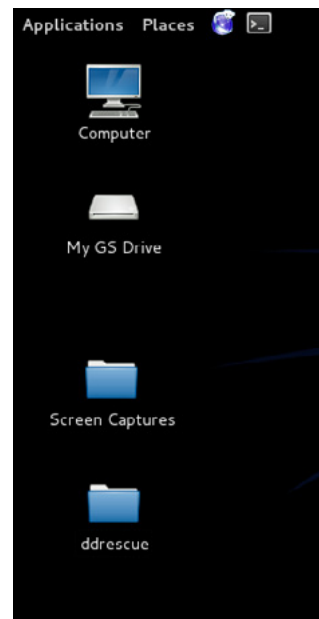 Applications Places
Computer
My GS Drive
Screen Captures
ddrescue